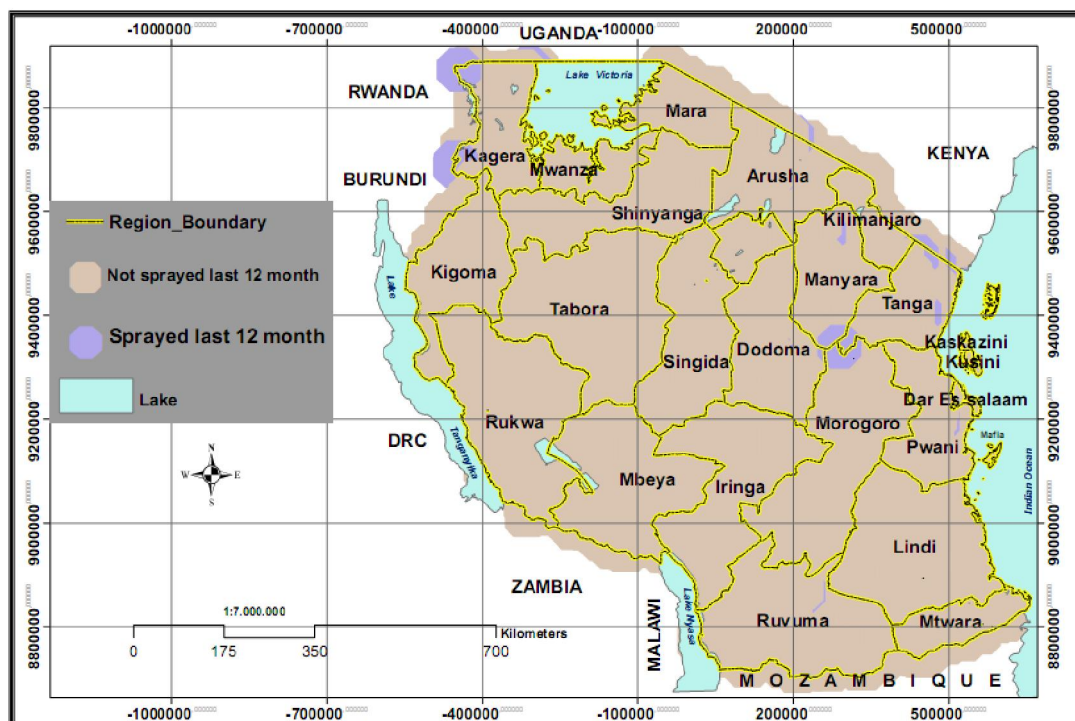 -1000000 -700000 -400000 -100000 200000 500000
UGANDA
Lake Victoria
RWANDA
Mara
KENYA
Kagera
Mwanza
Arusha
BURUNDI
Shinyanga
Kilimanjaro
Region_Boundary
Not sprayed last 12 month
Sprayed last 12 month
Lake
Kigoma
Lake
Tabora
Manyara
Tanga
Singida
Dodoma
Kaskazini
Kusini
Dar Es salaam
Rukwa
Morogoro
DRC
Tanganyika
Pwani
Mafia
N
W E
S
Mbeya
Iringa
Indian Ocean
Lindi
ZAMBIA
MALAWI
Lake Nyasa
1:7.000.000
Kilometers
0 175 350 700
Ruvuma
Mtwara
M O Z A M B I Q U E
9800000
9600000
9400000
9200000
9000000
8800000
9800000
9600000
9400000
9200000
9000000
8800000
-1000000 -700000 -400000 -100000 200000 500000